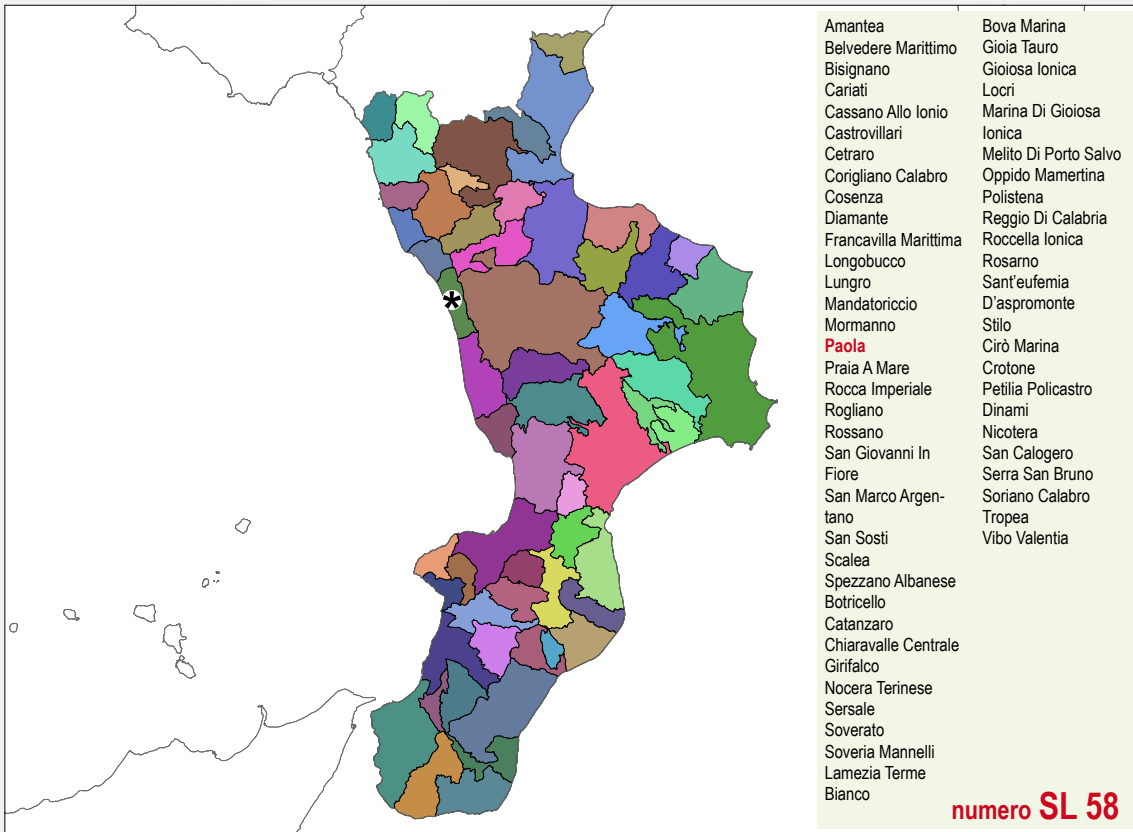 Amantea
Belvedere Marittimo
Bisignano
Cariati
Cassano Allo Ionio
Castrovillari
Cetraro
Corigliano Calabro
Cosenza
Diamante
Francavilla Marittima
Longobucco
Lungro
Mandatoriccio
Mormanno
Paola
Praia A Mare
Rocca Imperiale
Rogliano
Rossano
San Giovanni In
Fiore
San Marco Argen-
tano
San Sosti
Scalea
Spezzano Albanese
Botricello
Catanzaro
Chiaravalle Centrale
Girifalco
Nocera Terinese
Sersale
Soverato
Soveria Mannelli
Lamezia Terme
Bianco
Bova Marina
Gioia Tauro
Gioiosa Ionica
Locri
Marina Di Gioiosa
Ionica
Melito Di Porto Salvo
Oppido Mamertina
Polistena
Reggio Di Calabria
Roccella Ionica
Rosarno
Sant'eufemia
D'aspromonte
Stilo
Cirò Marina
Crotone
Petilia Policastro
Dinami
Nicotera
San Calogero
Serra San Bruno
Soriano Calabro
Tropea
Vibo Valentia
numero SL 58
*